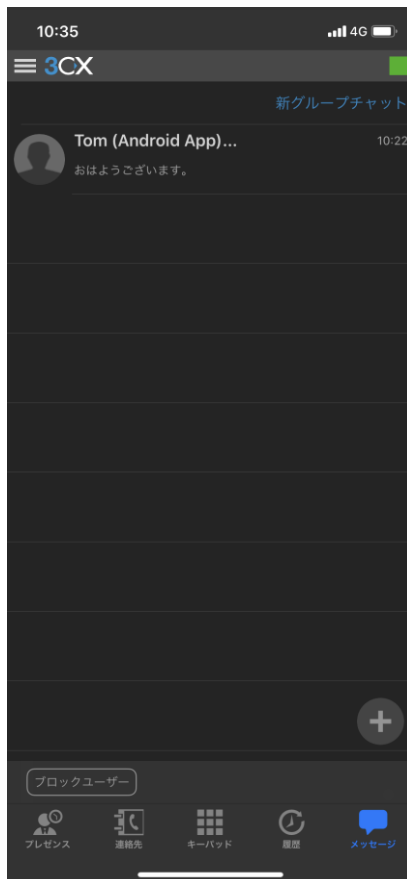 10:35
4G
3CX
新グループチャット
Tom (Android App)...
10:22
おはようございます。
ブロックユーザー
プレゼンス
連絡先
キーパッド
履歴
メッセージ